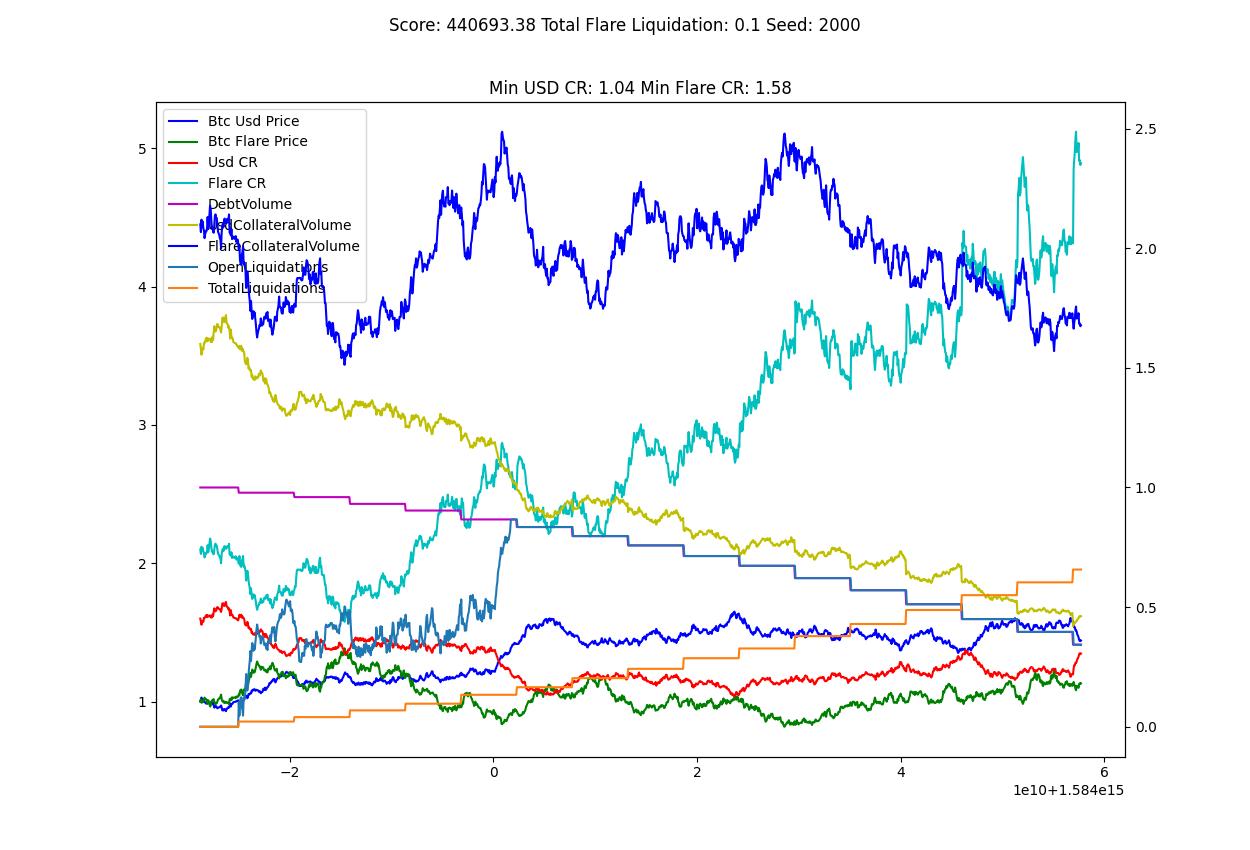 Score: 440693.38 Total Flare Liquidation: 0.1 Seed: 2000
Min USD CR: 1.04 Min Flare CR: 1.58
Btc Usd Price
Btc Flare Price
Usd CR
Flare CR
DebtVolume
UsdCollateralVolume
FlareCollateralVolume
OpenLiquidations
TotalLiquidations
5
4
3
2
1
2.5
2.0
1.5
1.0
0.5
0.0
−2
0
2
4
6
1e10+1.584e15